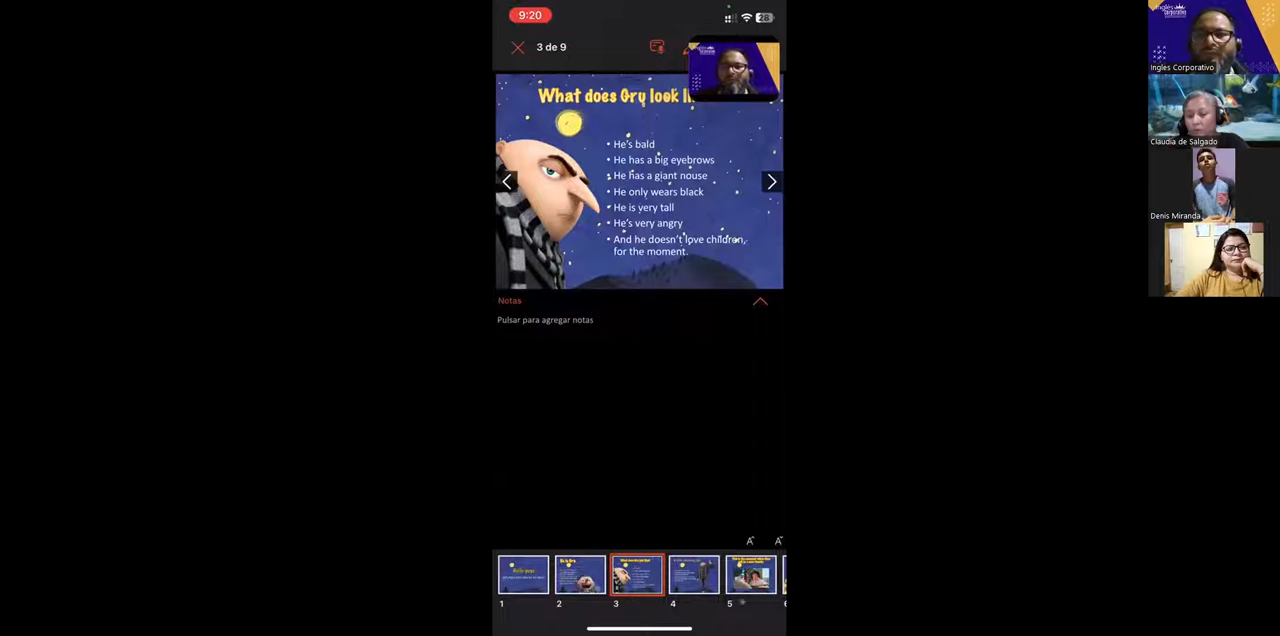 9:20
28
3 de 9
What does Gry look
• He's bald
• He has a big eyebrows
• He has a giant nouse
• He only wears black
• He is very tall
• He's very angry
• And he doesn't love children,
for the moment.
Notas
Pulsar para agregar notas
1
2
3
4
5
Ingles Corporativo
Claudia de Salgado
Denis Miranda